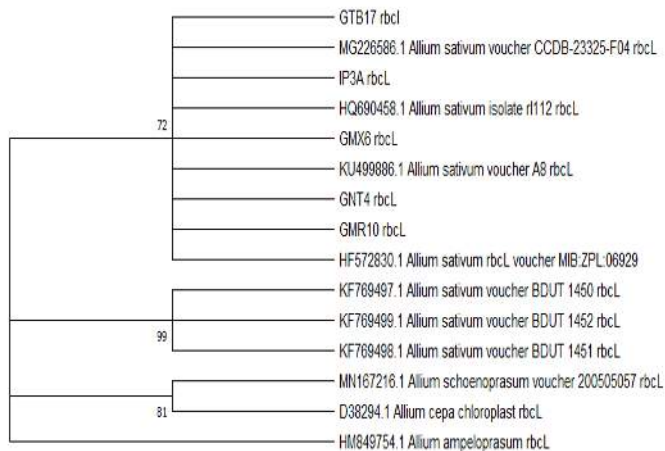 GTB17 rbcl
MG226586.1 Allium sativum voucher CCDB-23325-F04 rbcL
IP3A rbcL
HQ690458.1 Allium sativum isolate rl112 rbcL
72
GMX6 rbcL
KU499886.1 Allium sativum voucher A8 rbcL
GNT4 rbcL
GMR10 rbcL
HF572830.1 Allium sativum rbcL voucher MIB:ZPL:06929
KF769497.1 Allium sativum voucher BDUT 1450 rbcL
KF769499.1 Allium sativum voucher BDUT 1452 rbcL
99
KF769498.1 Allium sativum voucher BDUT 1451 rbcL
MN167216.1 Allium schoenoprasum voucher 200505057 rbcL
81
D38294.1 Allium cepa chloroplast rbcL
HM849754.1 Allium ampeloprasum rbcL